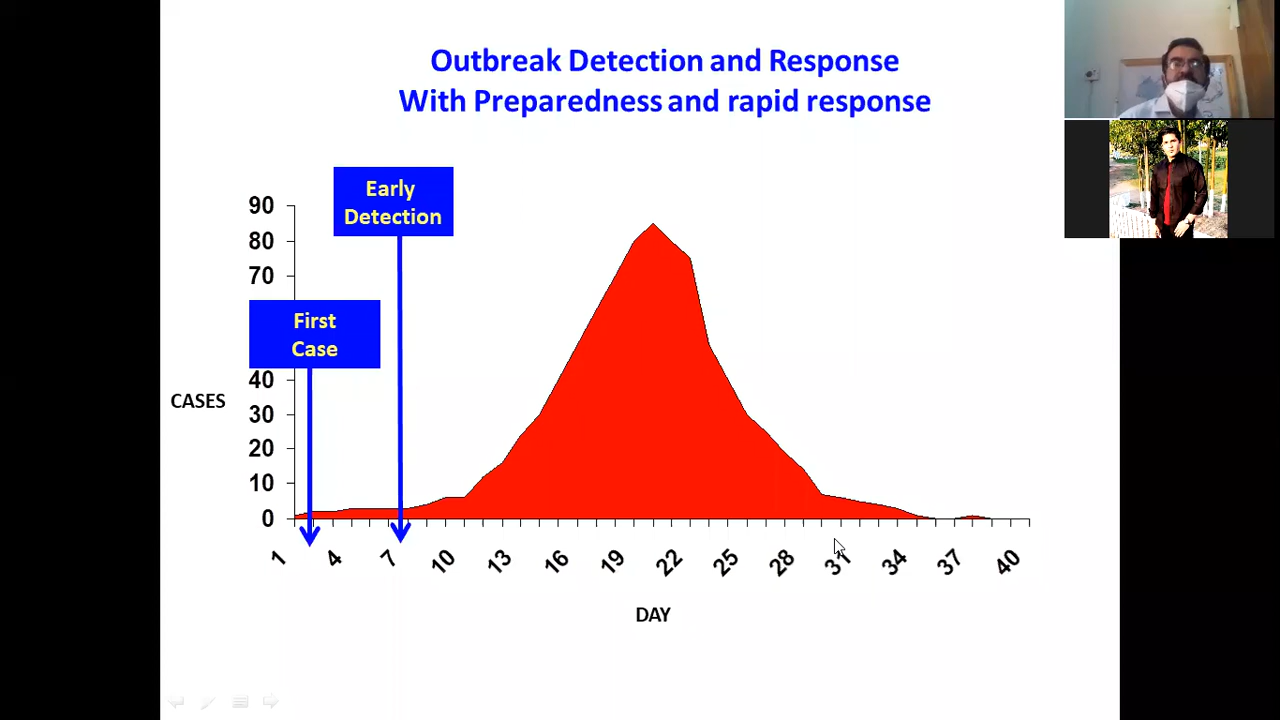 Outbreak Detection and Response
With Preparedness and rapid response
Early
Detection
First
Case
90
80
70
40
30
20
10
0
CASES
1
4
7
10
13
16
19
22
25
28
31
34
37
40
DAY